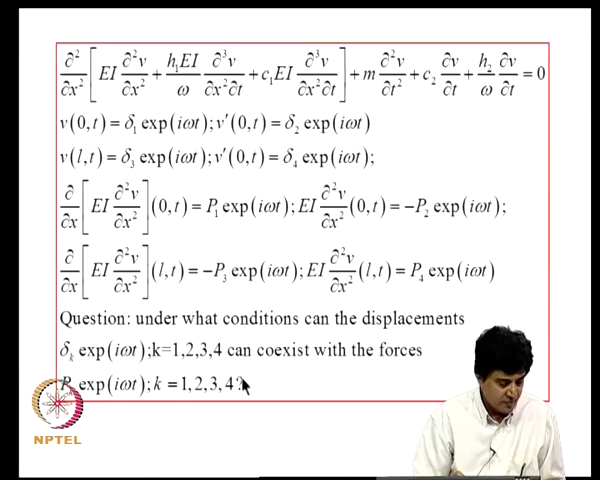 ∂²/∂x² [ EI ∂²v/∂x² + h₁EI/ω ∂³v/∂x²∂t + c₁EI ∂³v/∂x²∂t ] + m ∂²v/∂t² + c₂ ∂v/∂t + h₂/ω ∂v/∂t = 0
v(0,t) = δ₁ exp(iωt); v′(0,t) = δ₂ exp(iωt)
v(l,t) = δ₃ exp(iωt); v′(0,t) = δ₄ exp(iωt);
∂/∂x [ EI ∂²v/∂x² ] (0,t) = P₁ exp(iωt); EI ∂²v/∂x² (0,t) = −P₂ exp(iωt);
∂/∂x [ EI ∂²v/∂x² ] (l,t) = −P₃ exp(iωt); EI ∂²v/∂x² (l,t) = P₄ exp(iωt)
Question: under what conditions can the displacements
δₖ exp(iωt);k=1,2,3,4 can coexist with the forces
P exp(iωt); k = 1,2,3,4?
NPTEL